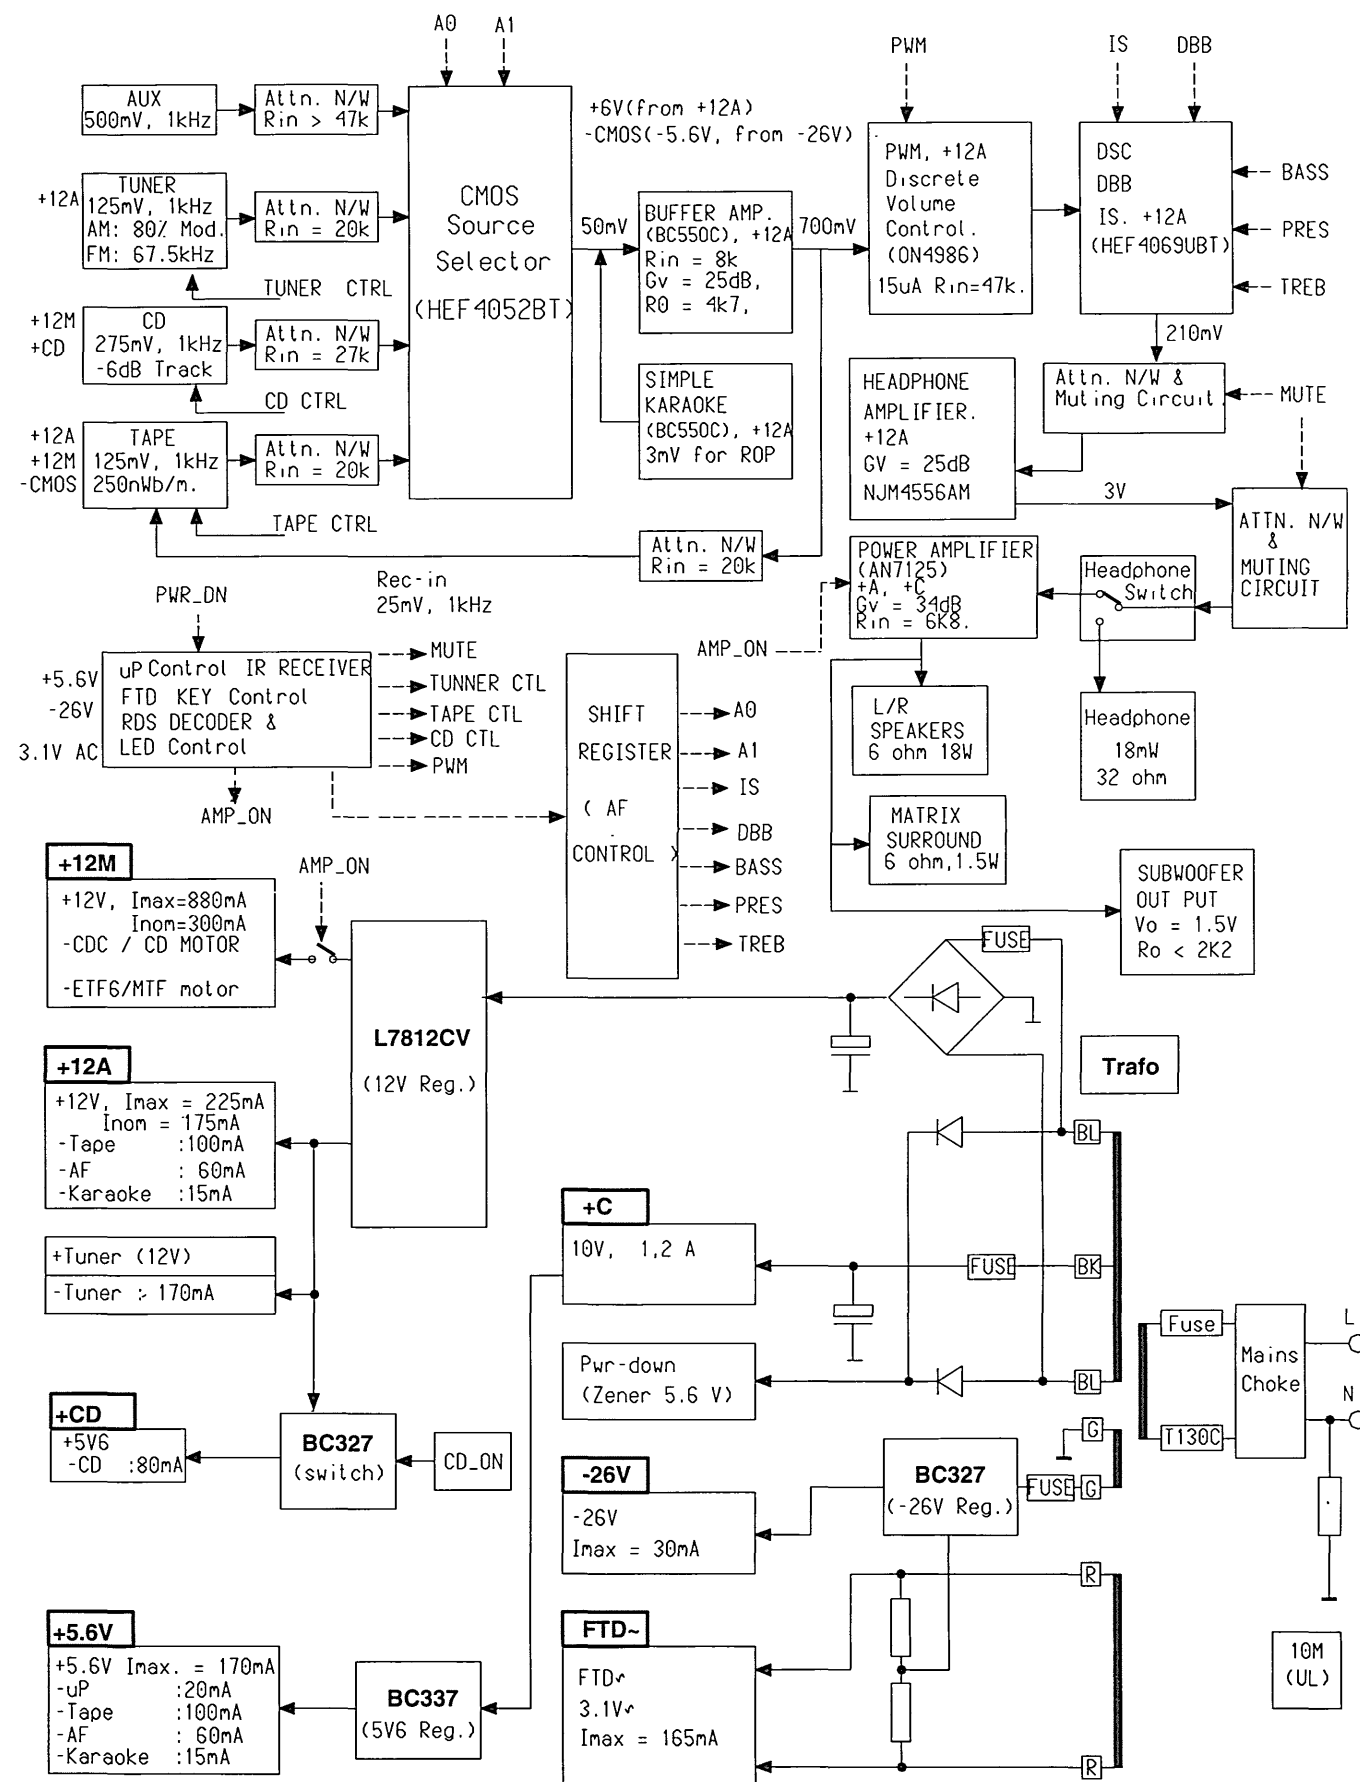 A0
A1
PWM
IS
DBB
AUX
500mV, 1kHz
Attn. N/W
Rin > 47k
+6V(from +12A)
-CMOS(-5.6V, from -26V)
+12A
TUNER
125mV, 1kHz
AM: 80% Mod.
FM: 67.5kHz
Attn. N/W
Rin = 20k
TUNER CTRL
CMOS
Source
Selector
(HEF4052BT)
50mV
BUFFER AMP.
(BC550C), +12A
Rin = 8k
Gv = 25dB,
R0 = 4k7,
700mV
PWM, +12A
Discrete
Volume
Control.
(ON4986)
15uA Rin=47k.
DSC
DBB
IS. +12A
(HEF4069UBT)
BASS
PRES
TREB
210mV
+12M
+CD
CD
275mV, 1kHz
-6dB Track
Attn. N/W
Rin = 27k
CD CTRL
SIMPLE
KARAOKE
(BC550C), +12A
3mV for ROP
HEADPHONE
AMPLIFIER.
+12A
GV = 25dB
NJM4556AM
Attn. N/W &
Muting Circuit.
MUTE
+12A
+12M
-CMOS
TAPE
125mV, 1kHz
250nWb/m.
Attn. N/W
Rin = 20k
TAPE CTRL
3V
ATTN. N/W
&
MUTING
CIRCUIT
Attn. N/W
Rin = 20k
Rec-in
25mV, 1kHz
POWER AMPLIFIER
(AN7125)
+A, +C
Gv = 34dB
Rin = 6K8.
Headphone
Switch
PWR_DN
AMP_ON
+5.6V
-26V
3.1V AC
uP Control IR RECEIVER
FTD KEY Control
RDS DECODER &
LED Control
MUTE
TUNNER CTL
TAPE CTL
CD CTL
PWM
AMP_ON
SHIFT
REGISTER
( AF
CONTROL )
A0
A1
IS
DBB
BASS
PRES
TREB
L/R
SPEAKERS
6 ohm 18W
Headphone
18mW
32 ohm
MATRIX
SURROUND
6 ohm,1.5W
SUBWOOFER
OUT PUT
Vo = 1.5V
Ro < 2K2
+12M
+12V, Imax=880mA
Inom=300mA
-CDC / CD MOTOR
-ETF6/MTF motor
AMP_ON
FUSE
L7812CV
(12V Reg.)
Trafo
+12A
+12V, Imax = 225mA
Inom = 175mA
-Tape :100mA
-AF : 60mA
-Karaoke :15mA
BL
+Tuner (12V)
-Tuner : 170mA
+C
10V, 1,2 A
FUSE
BK
Pwr-down
(Zener 5.6 V)
BL
Fuse
T130C
Mains
Choke
L
N
+CD
+5V6
-CD :80mA
BC327
(switch)
CD_ON
-26V
-26V
Imax = 30mA
BC327
(-26V Reg.)
FUSE
G
G
R
+5.6V
+5.6V Imax. = 170mA
-uP :20mA
-Tape :100mA
-AF : 60mA
-Karaoke :15mA
BC337
(5V6 Reg.)
FTD~
FTD~
3.1V~
Imax = 165mA
R
10M
(UL)